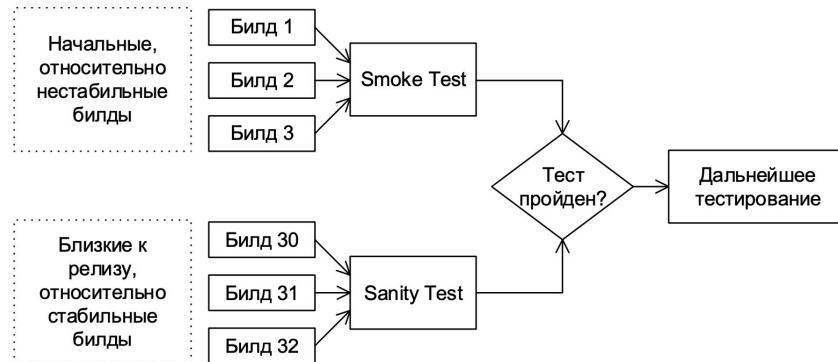 Начальные,
относительно
нестабильные
билды
Билд 1
Билд 2
Билд 3
Smoke Test
Тест
пройден?
Дальнейшее
тестирование
Близкие к
релизу,
относительно
стабильные
билды
Билд 30
Билд 31
Билд 32
Sanity Test